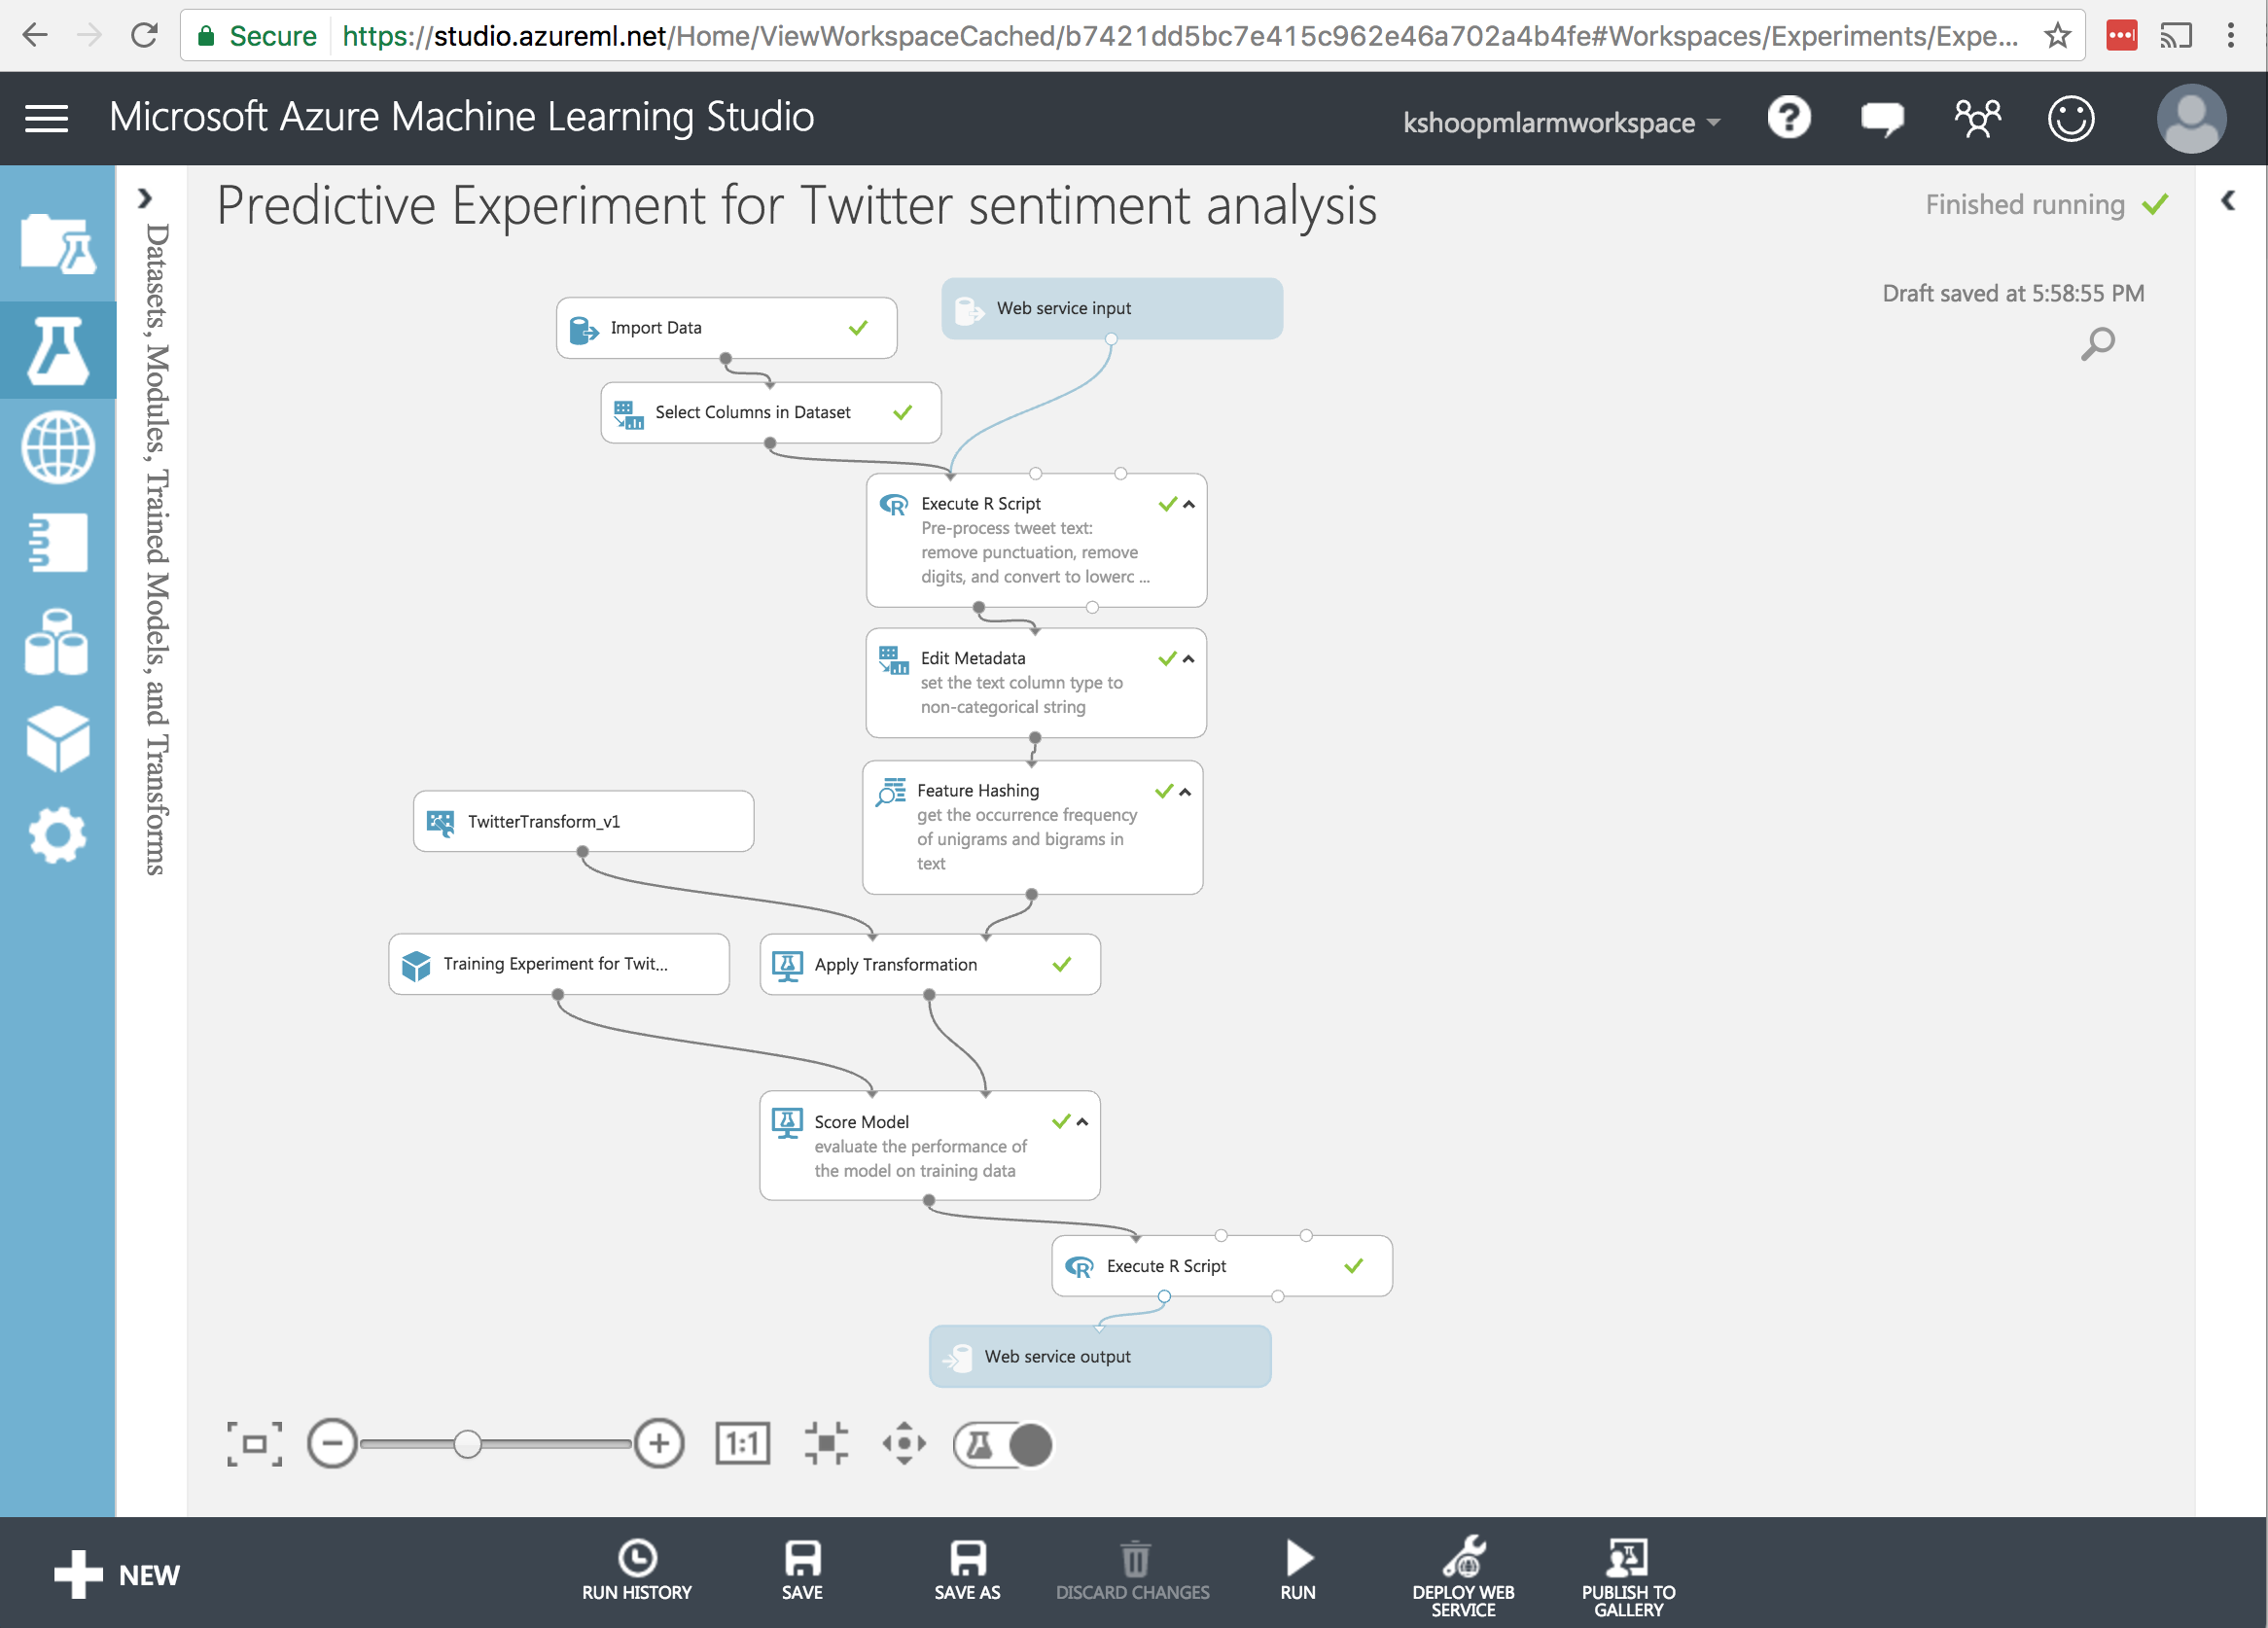 Secure https://studio.azureml.net/Home/ViewWorkspaceCached/b7421dd5bc7e415c962e46a702a4b4fe#Workspaces/Experiments/Expe...
Microsoft Azure Machine Learning Studio
kshoopmlarmworkspace
Datasets, Modules, Trained Models, and Transforms
Predictive Experiment for Twitter sentiment analysis
Finished running
Draft saved at 5:58:55 PM
Web service input
Import Data
Select Columns in Dataset
Execute R Script
Pre-process tweet text:
remove punctuation, remove
digits, and convert to lowerc ...
Edit Metadata
set the text column type to
non-categorical string
Feature Hashing
get the occurrence frequency
of unigrams and bigrams in
text
TwitterTransform_v1
Training Experiment for Twit...
Apply Transformation
Score Model
evaluate the performance of
the model on training data
Execute R Script
Web service output
1:1
NEW
RUN HISTORY
SAVE
SAVE AS
DISCARD CHANGES
RUN
DEPLOY WEB
SERVICE
PUBLISH TO
GALLERY